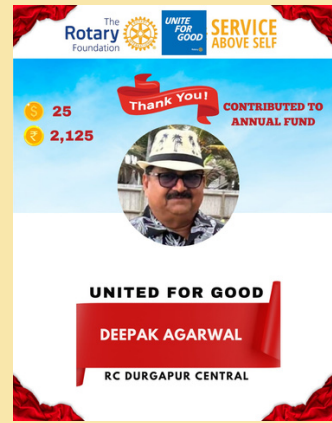 The
Rotary
Foundation
UNITE
FOR
GOOD
SERVICE
ABOVE SELF
Thank You!
$ 25
₹ 2,125
CONTRIBUTED TO
ANNUAL FUND
UNITED FOR GOOD
DEEPAK AGARWAL
RC DURGAPUR CENTRAL